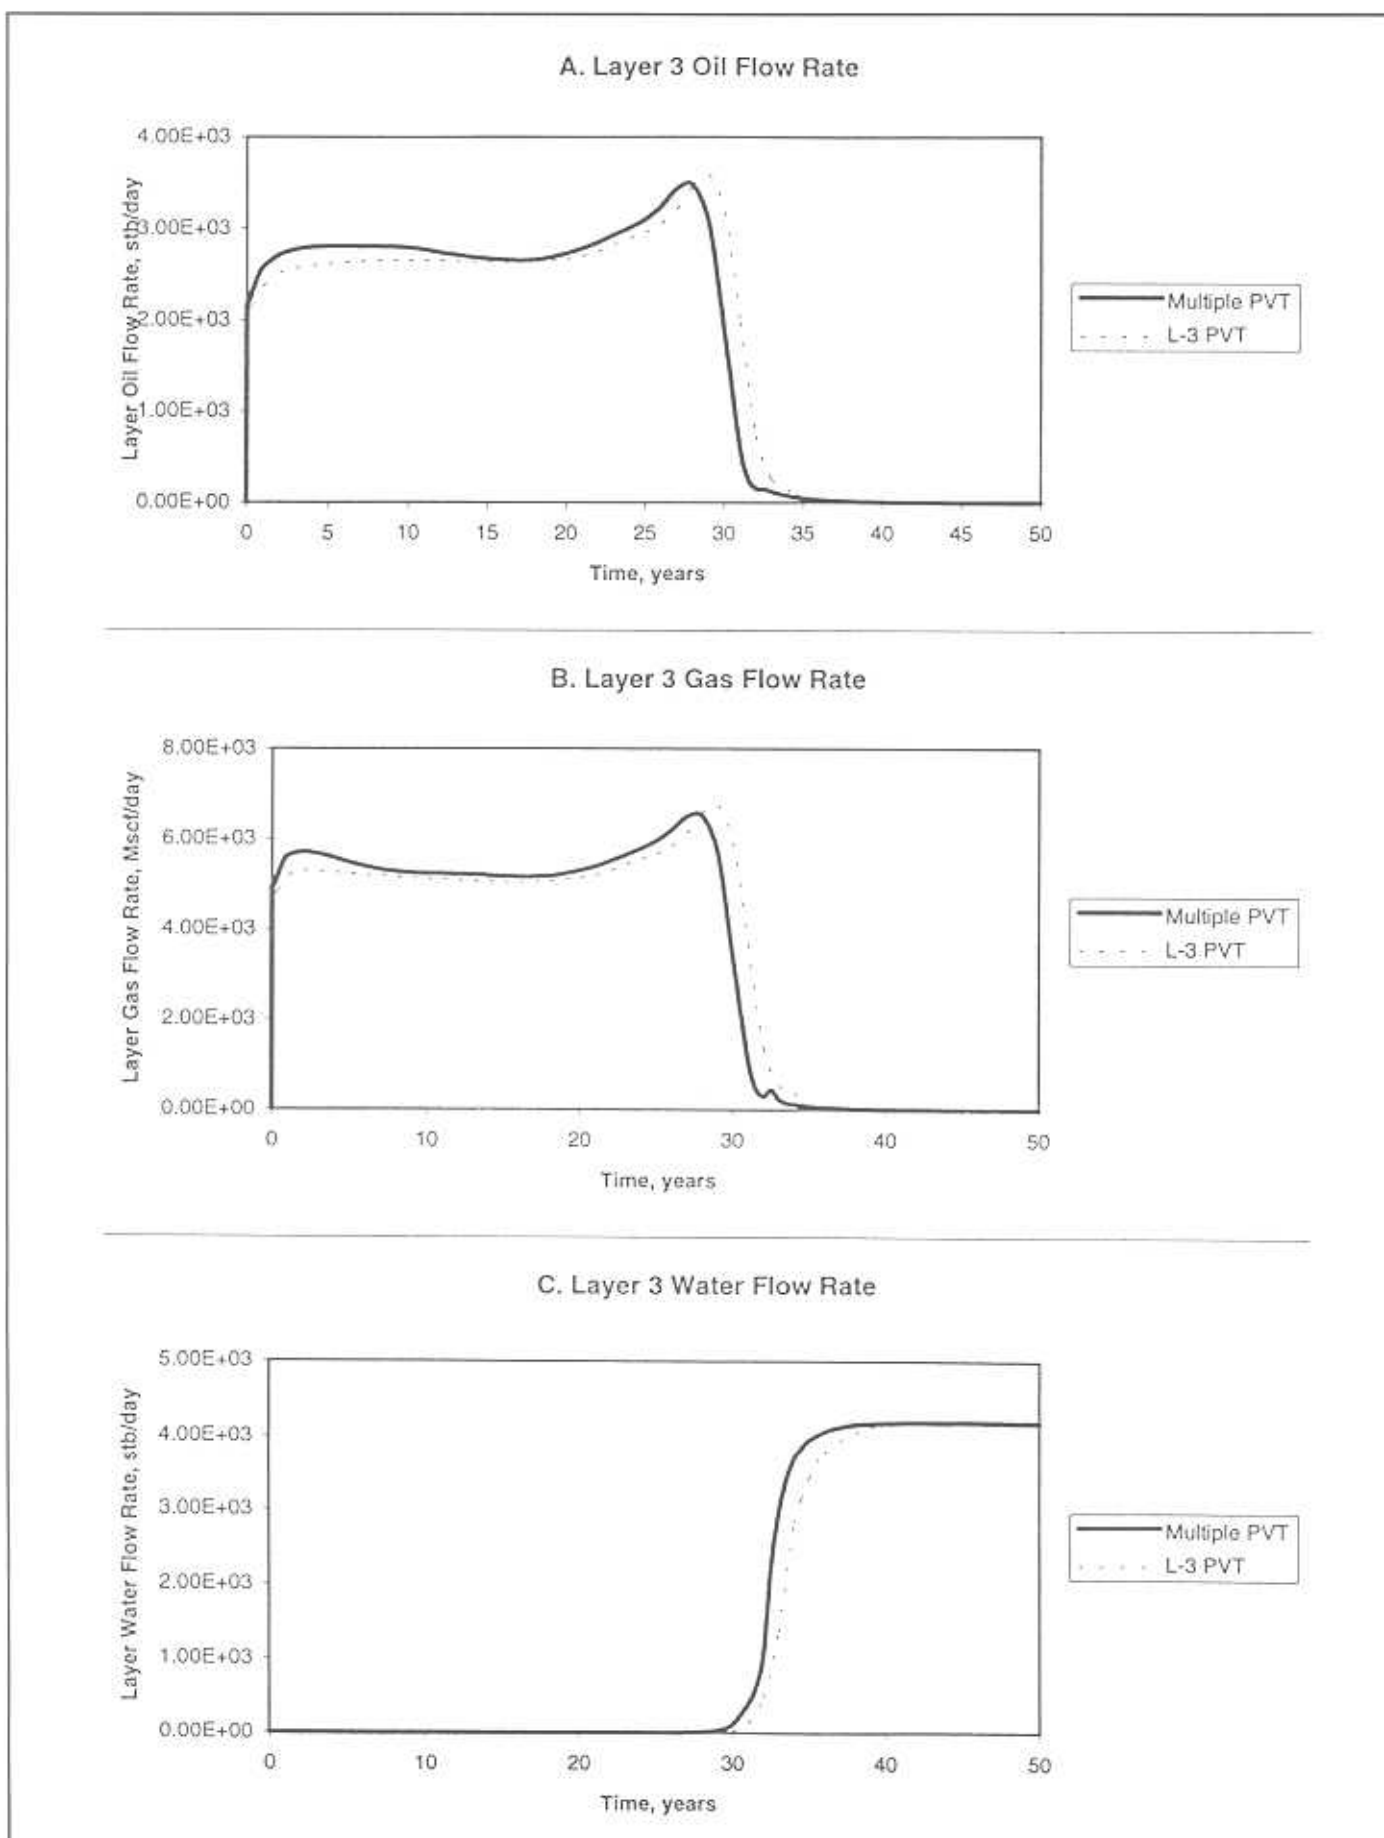 A. Layer 3 Oil Flow Rate
Layer Oil Flow Rate, stb/day
4.00E+03
3.00E+03
2.00E+03
1.00E+03
0.00E+00
0 5 10 15 20 25 30 35 40 45 50
Time, years
Multiple PVT
L-3 PVT
B. Layer 3 Gas Flow Rate
Layer Gas Flow Rate, Mscf/day
8.00E+03
6.00E+03
4.00E+03
2.00E+03
0.00E+00
0 10 20 30 40 50
Time, years
Multiple PVT
L-3 PVT
C. Layer 3 Water Flow Rate
Layer Water Flow Rate, stb/day
5.00E+03
4.00E+03
3.00E+03
2.00E+03
1.00E+03
0.00E+00
0 10 20 30 40 50
Time, years
Multiple PVT
L-3 PVT